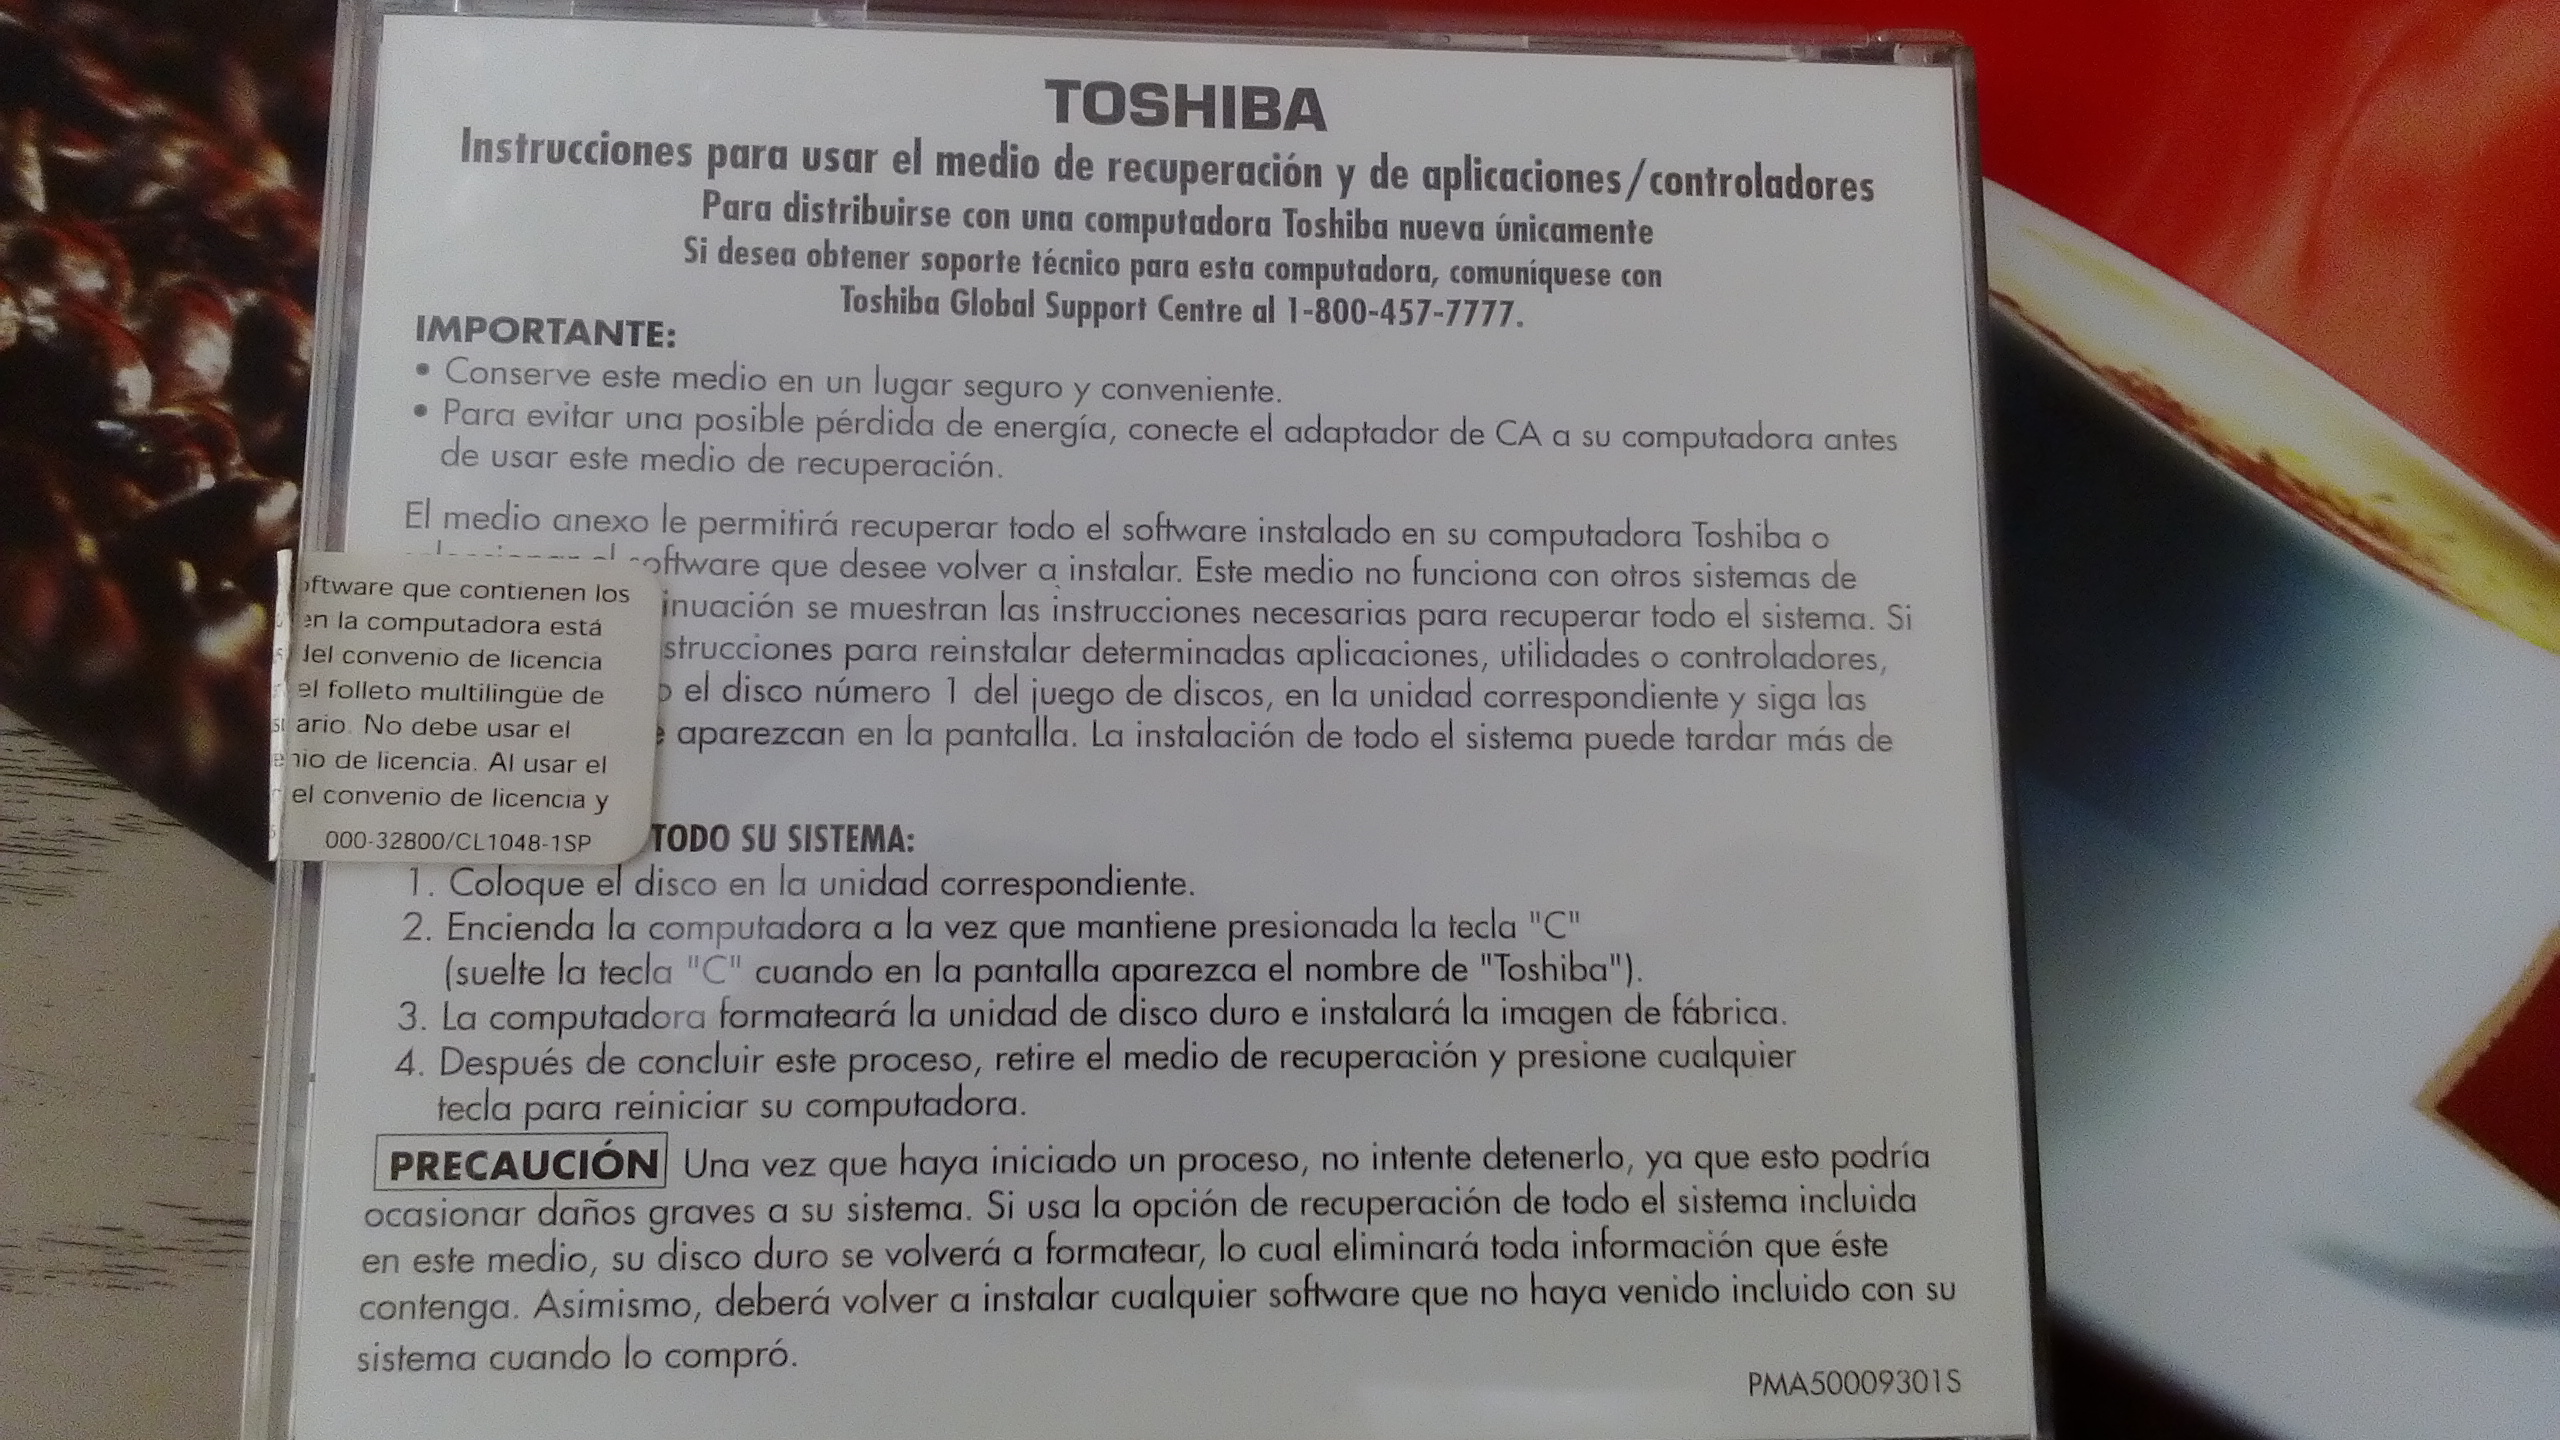 TOSHIBA
Instrucciones para usar el medio de recuperación y de aplicaciones/controladores
Para distribuirse con una computadora Toshiba nueva únicamente
Si desea obtener soporte técnico para esta computadora, comuníquese con
Toshiba Global Support Centre al 1-800-457-7777.
IMPORTANTE:
• Conserve este medio en un lugar seguro y conveniente.
• Para evitar una posible pérdida de energía, conecte el adaptador de CA a su computadora antes
de usar este medio de recuperación.
El medio anexo le permitirá recuperar todo el software instalado en su computadora Toshiba o
software que desee volver a instalar. Este medio no funciona con otros sistemas de
inuación se muestran las instrucciones necesarias para recuperar todo el sistema. Si
strucciones para reinstalar determinadas aplicaciones, utilidades o controladores,
el disco número 1 del juego de discos, en la unidad correspondiente y siga las
aparezcan en la pantalla. La instalación de todo el sistema puede tardar más de
oftware que contienen los
en la computadora está
del convenio de licencia
el folleto multilingüe de
ario. No debe usar el
nio de licencia. Al usar el
el convenio de licencia y
000-32800/CL1048-1SP
TODO SU SISTEMA:
1. Coloque el disco en la unidad correspondiente.
2. Encienda la computadora a la vez que mantiene presionada la tecla "C"
(suelte la tecla "C" cuando en la pantalla aparezca el nombre de "Toshiba").
3. La computadora formateará la unidad de disco duro e instalará la imagen de fábrica.
4. Después de concluir este proceso, retire el medio de recuperación y presione cualquier
tecla para reiniciar su computadora.
PRECAUCIÓN Una vez que haya iniciado un proceso, no intente detenerlo, ya que esto podría
ocasionar daños graves a su sistema. Si usa la opción de recuperación de todo el sistema incluida
en este medio, su disco duro se volverá a formatear, lo cual eliminará toda información que éste
contenga. Asimismo, deberá volver a instalar cualquier software que no haya venido incluido con su
sistema cuando lo compró.
PMA50009301S